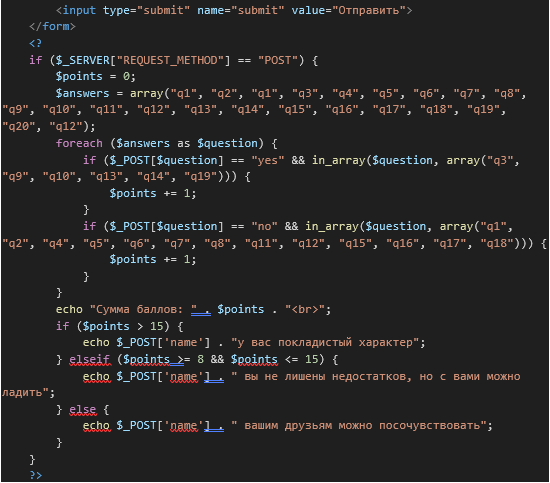 <input type="submit" name="submit" value="Отправить">
</form>
<?
if ($_SERVER["REQUEST_METHOD"] == "POST") {
$points = 0;
$answers = array("q1", "q2", "q1", "q3", "q4", "q5", "q6", "q7", "q8",
"q9", "q10", "q11", "q12", "q13", "q14", "q15", "q16", "q17", "q18", "q19",
"q20", "q12");
foreach ($answers as $question) {
if ($_POST[$question] == "yes" && in_array($question, array("q3",
"q9", "q10", "q13", "q14", "q19"))) {
$points += 1;
}
if ($_POST[$question] == "no" && in_array($question, array("q1",
"q2", "q4", "q5", "q6", "q7", "q8", "q11", "q12", "q15", "q16", "q17", "q18"))) {
$points += 1;
}
}
echo "Сумма баллов: " . $points . "<br>";
if ($points > 15) {
echo $_POST['name'] . "у вас покладистый характер";
} elseif ($points >= 8 && $points <= 15) {
echo $_POST['name'] . " вы не лишены недостатков, но с вами можно
ладить";
} else {
echo $_POST['name'] . " вашим друзьям можно посочувствовать";
}
}
?>